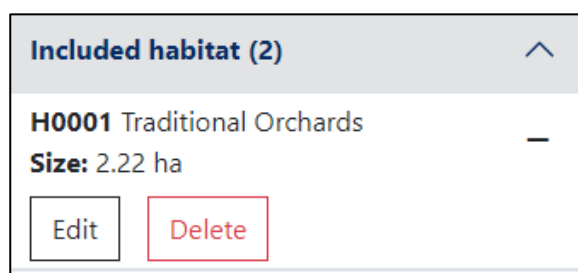 Included habitat (2)
H0001 Traditional Orchards
Size: 2.22 ha
Edit Delete